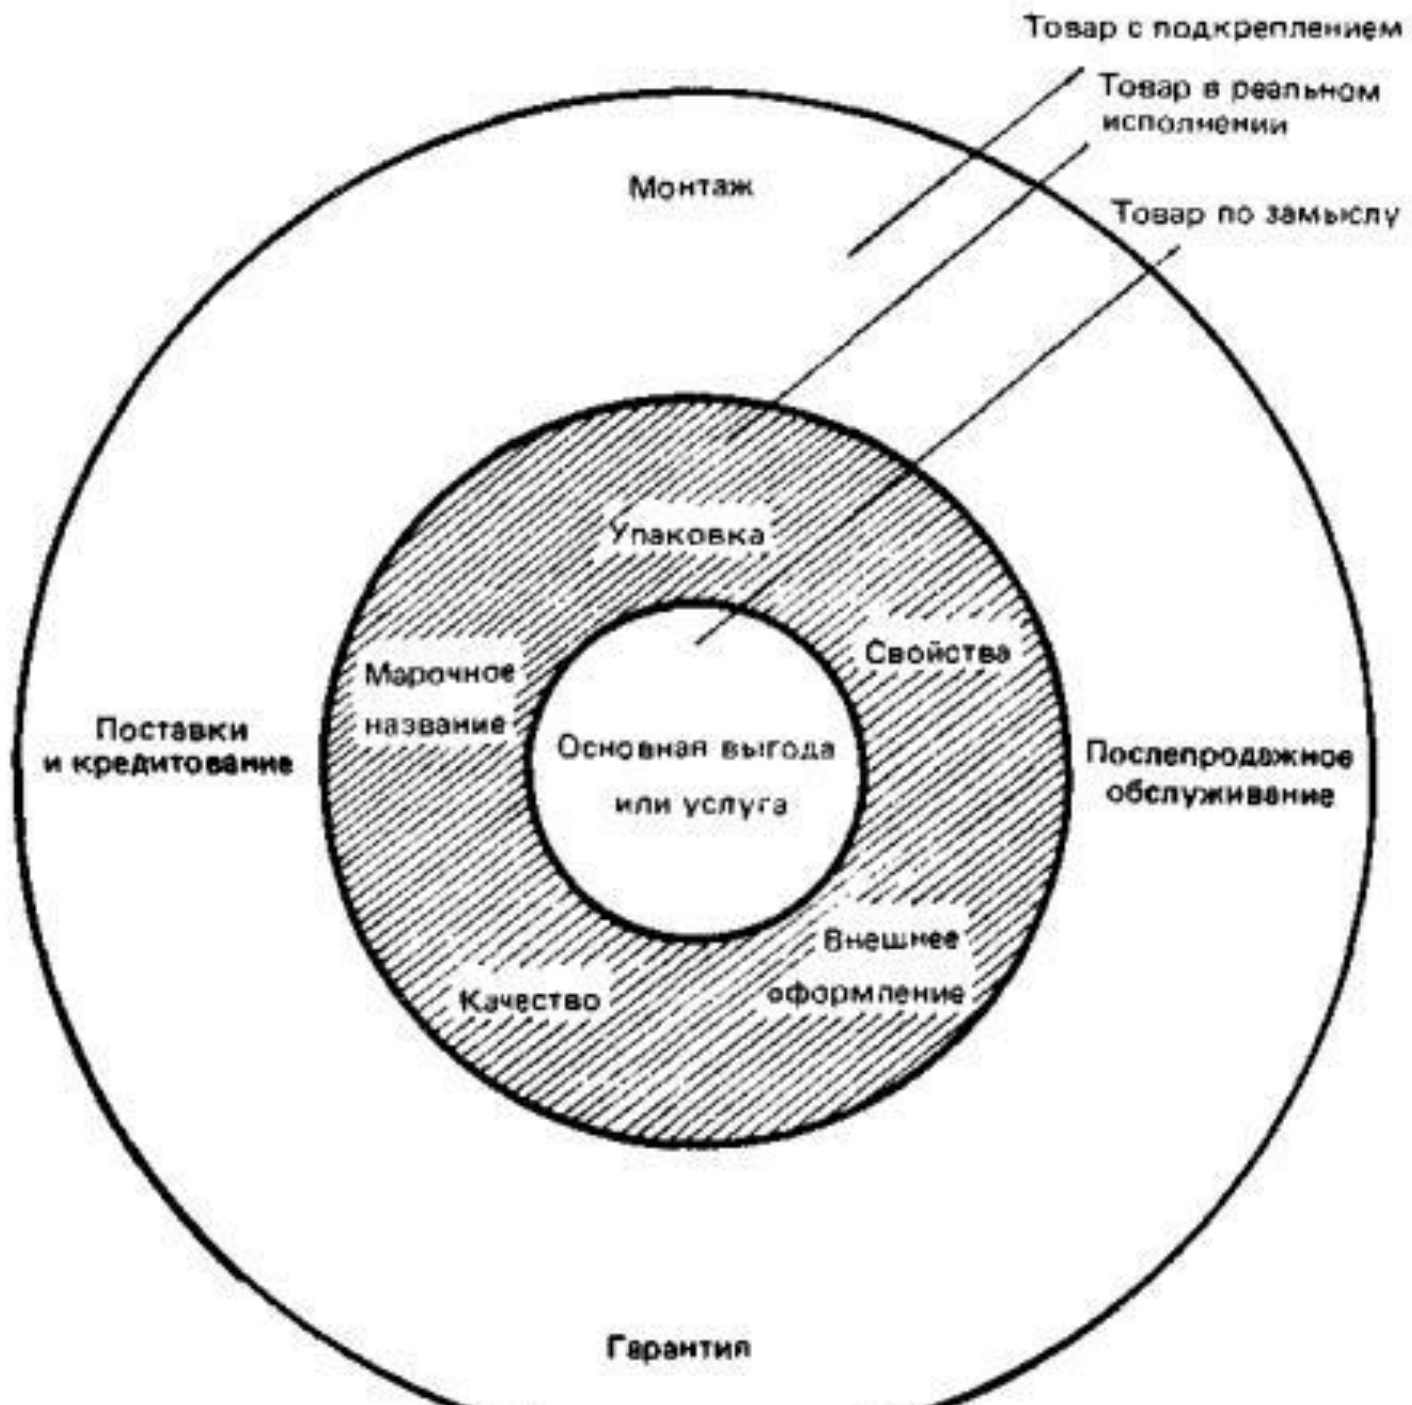 Товар с подкреплением
Товар в реальном
исполнении
Товар по замыслу
Монтаж
Упаковка
Свойства
Марочное
название
Поставки
и кредитование
Основная выгода
или услуга
Послепродажное
обслуживание
Внешнее
оформление
Качество
Гарантия